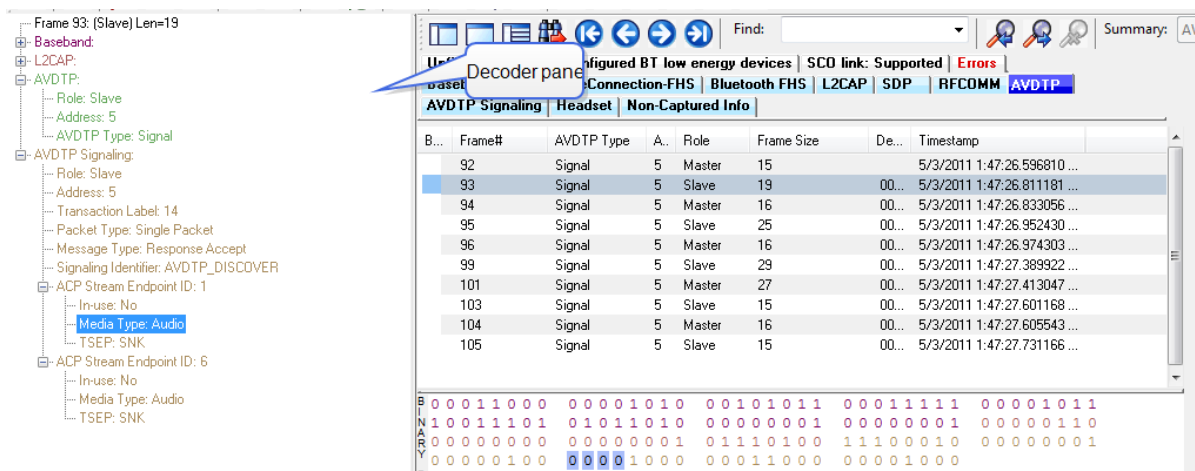 Frame 93: (Slave) Len=19
Baseband:
L2CAP:
AVDTP:
Role: Slave
Address: 5
AVDTP Type: Signal
AVDTP Signaling:
Role: Slave
Address: 5
Transaction Label: 14
Packet Type: Single Packet
Message Type: Response Accept
Signaling Identifier: AVDTP_DISCOVER
ACP Stream Endpoint ID: 1
In-use: No
Media Type: Audio
TSEP: SNK
ACP Stream Endpoint ID: 6
In-use: No
Media Type: Audio
TSEP: SNK
Decoder pane
Find: Summary: AV
nfigured BT low energy devices SCO link: Supported Errors
Connection-FHS Bluetooth FHS L2CAP SDP RFCOMM AVDTP
AVDTP Signaling Headset Non-Captured Info
B... Frame# AVDTP Type A.. Role Frame Size De... Timestamp
92 Signal 5 Master 15 5/3/2011 1:47:26.596810 ...
93 Signal 5 Slave 19 00... 5/3/2011 1:47:26.811181 ...
94 Signal 5 Master 16 00... 5/3/2011 1:47:26.833056 ...
95 Signal 5 Slave 25 00... 5/3/2011 1:47:26.952430 ...
96 Signal 5 Master 16 00... 5/3/2011 1:47:26.974303 ...
99 Signal 5 Slave 29 00... 5/3/2011 1:47:27.389922 ...
101 Signal 5 Master 27 00... 5/3/2011 1:47:27.413047 ...
103 Signal 5 Slave 15 00... 5/3/2011 1:47:27.601168 ...
104 Signal 5 Master 16 00... 5/3/2011 1:47:27.605543 ...
105 Signal 5 Slave 15 00... 5/3/2011 1:47:27.731166 ...
BINARY
00011000 00001010 00101011 00011111 00001011
10011101 01011010 00000100 00000001 00000110
00000000 00000001 01110100 11100010 00000001
00000100 00001000 00011000 00001000